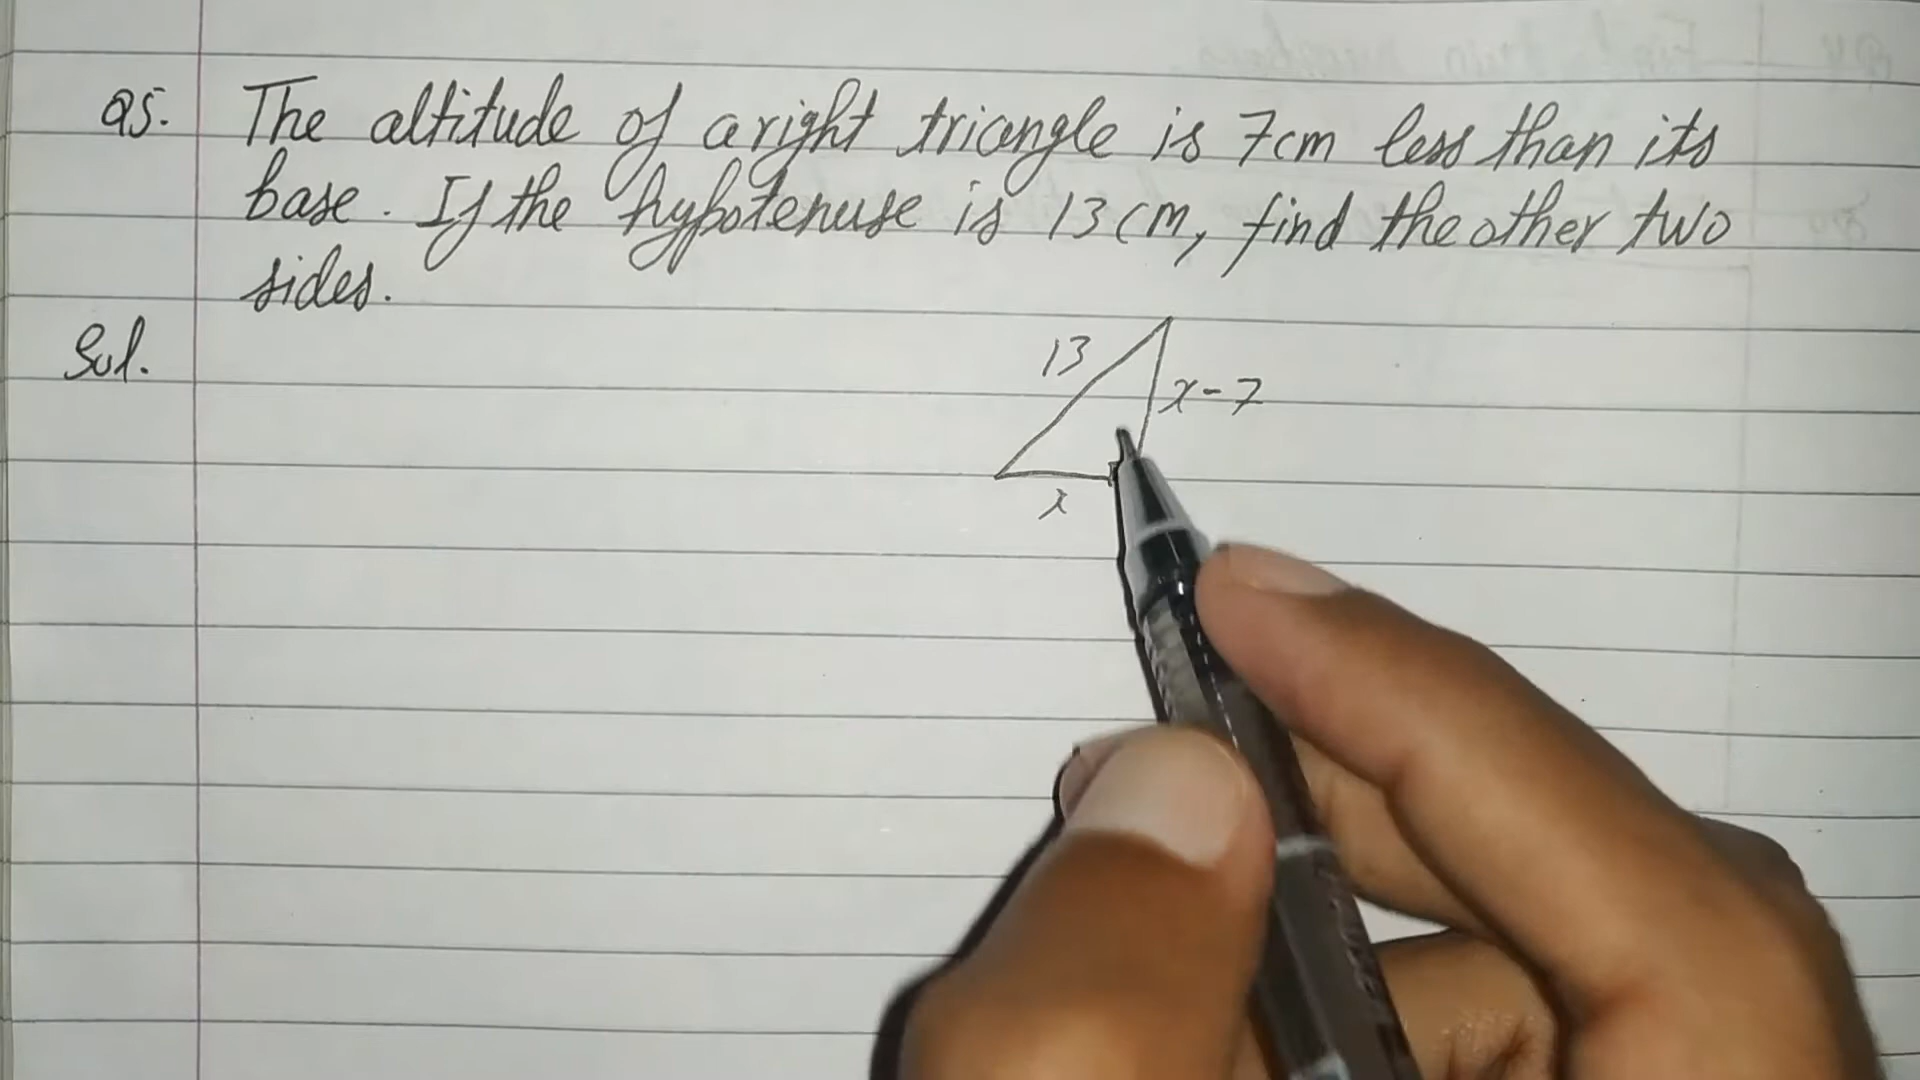 Q5. The altitude of a right triangle is 7cm less than its
base. If the hypotenuse is 13cm, find the other two
sides.
Sol.
13
x-7
x